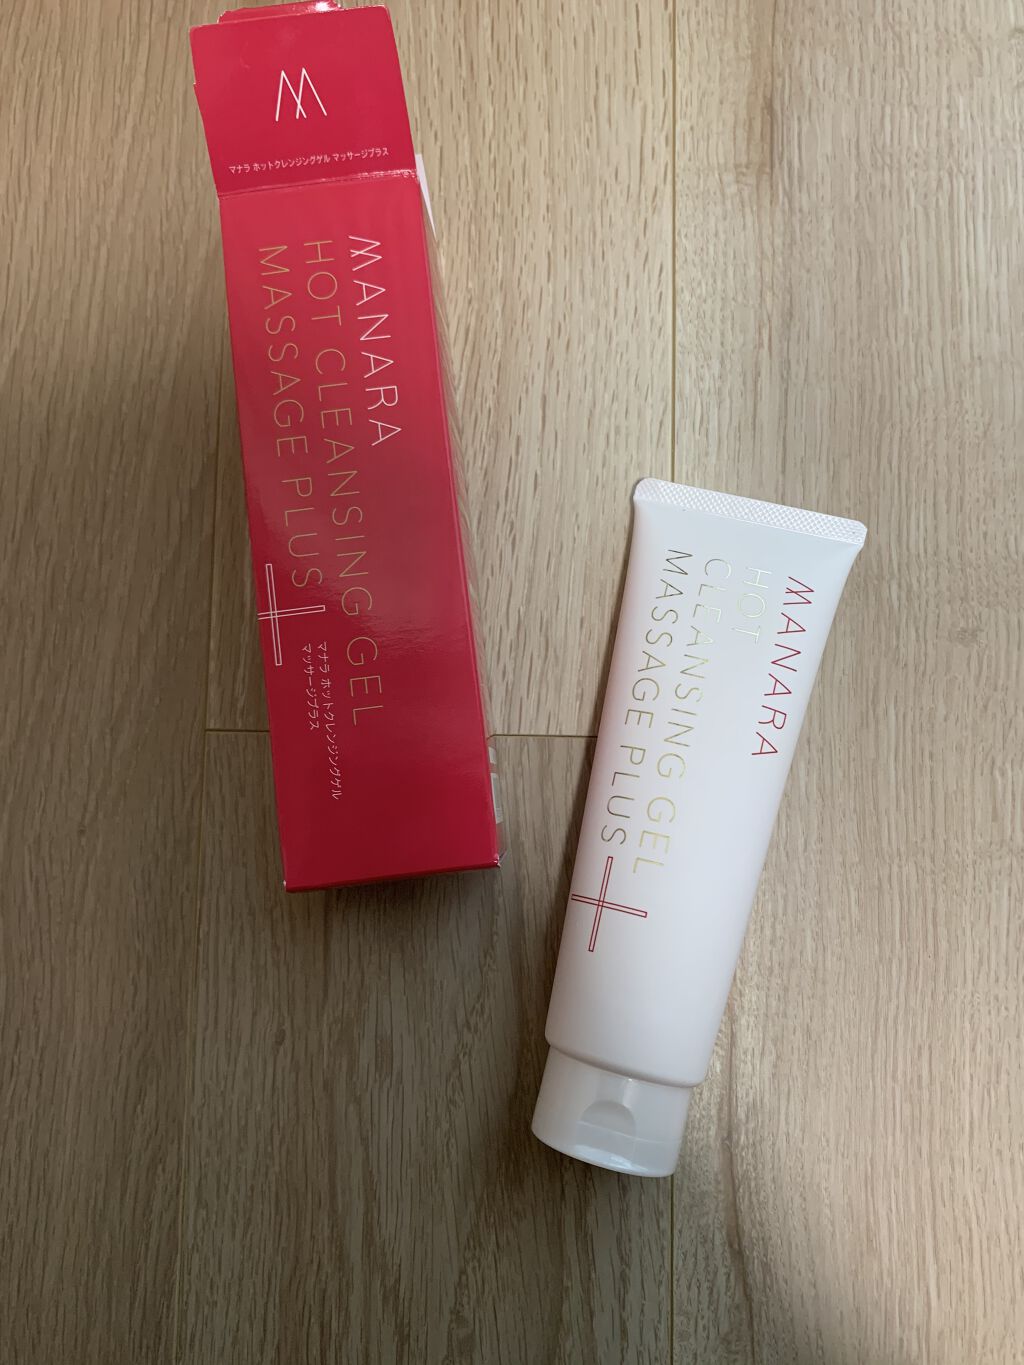 マナラ ホットクレンジングゲル マッサージプラス
MANARA
HOT CLEANSING GEL
MASSAGE PLUS
マナラ ホットクレンジングゲル
マッサージプラス
MANARA
HOT
CLEANSING GEL
MASSAGE PLUS